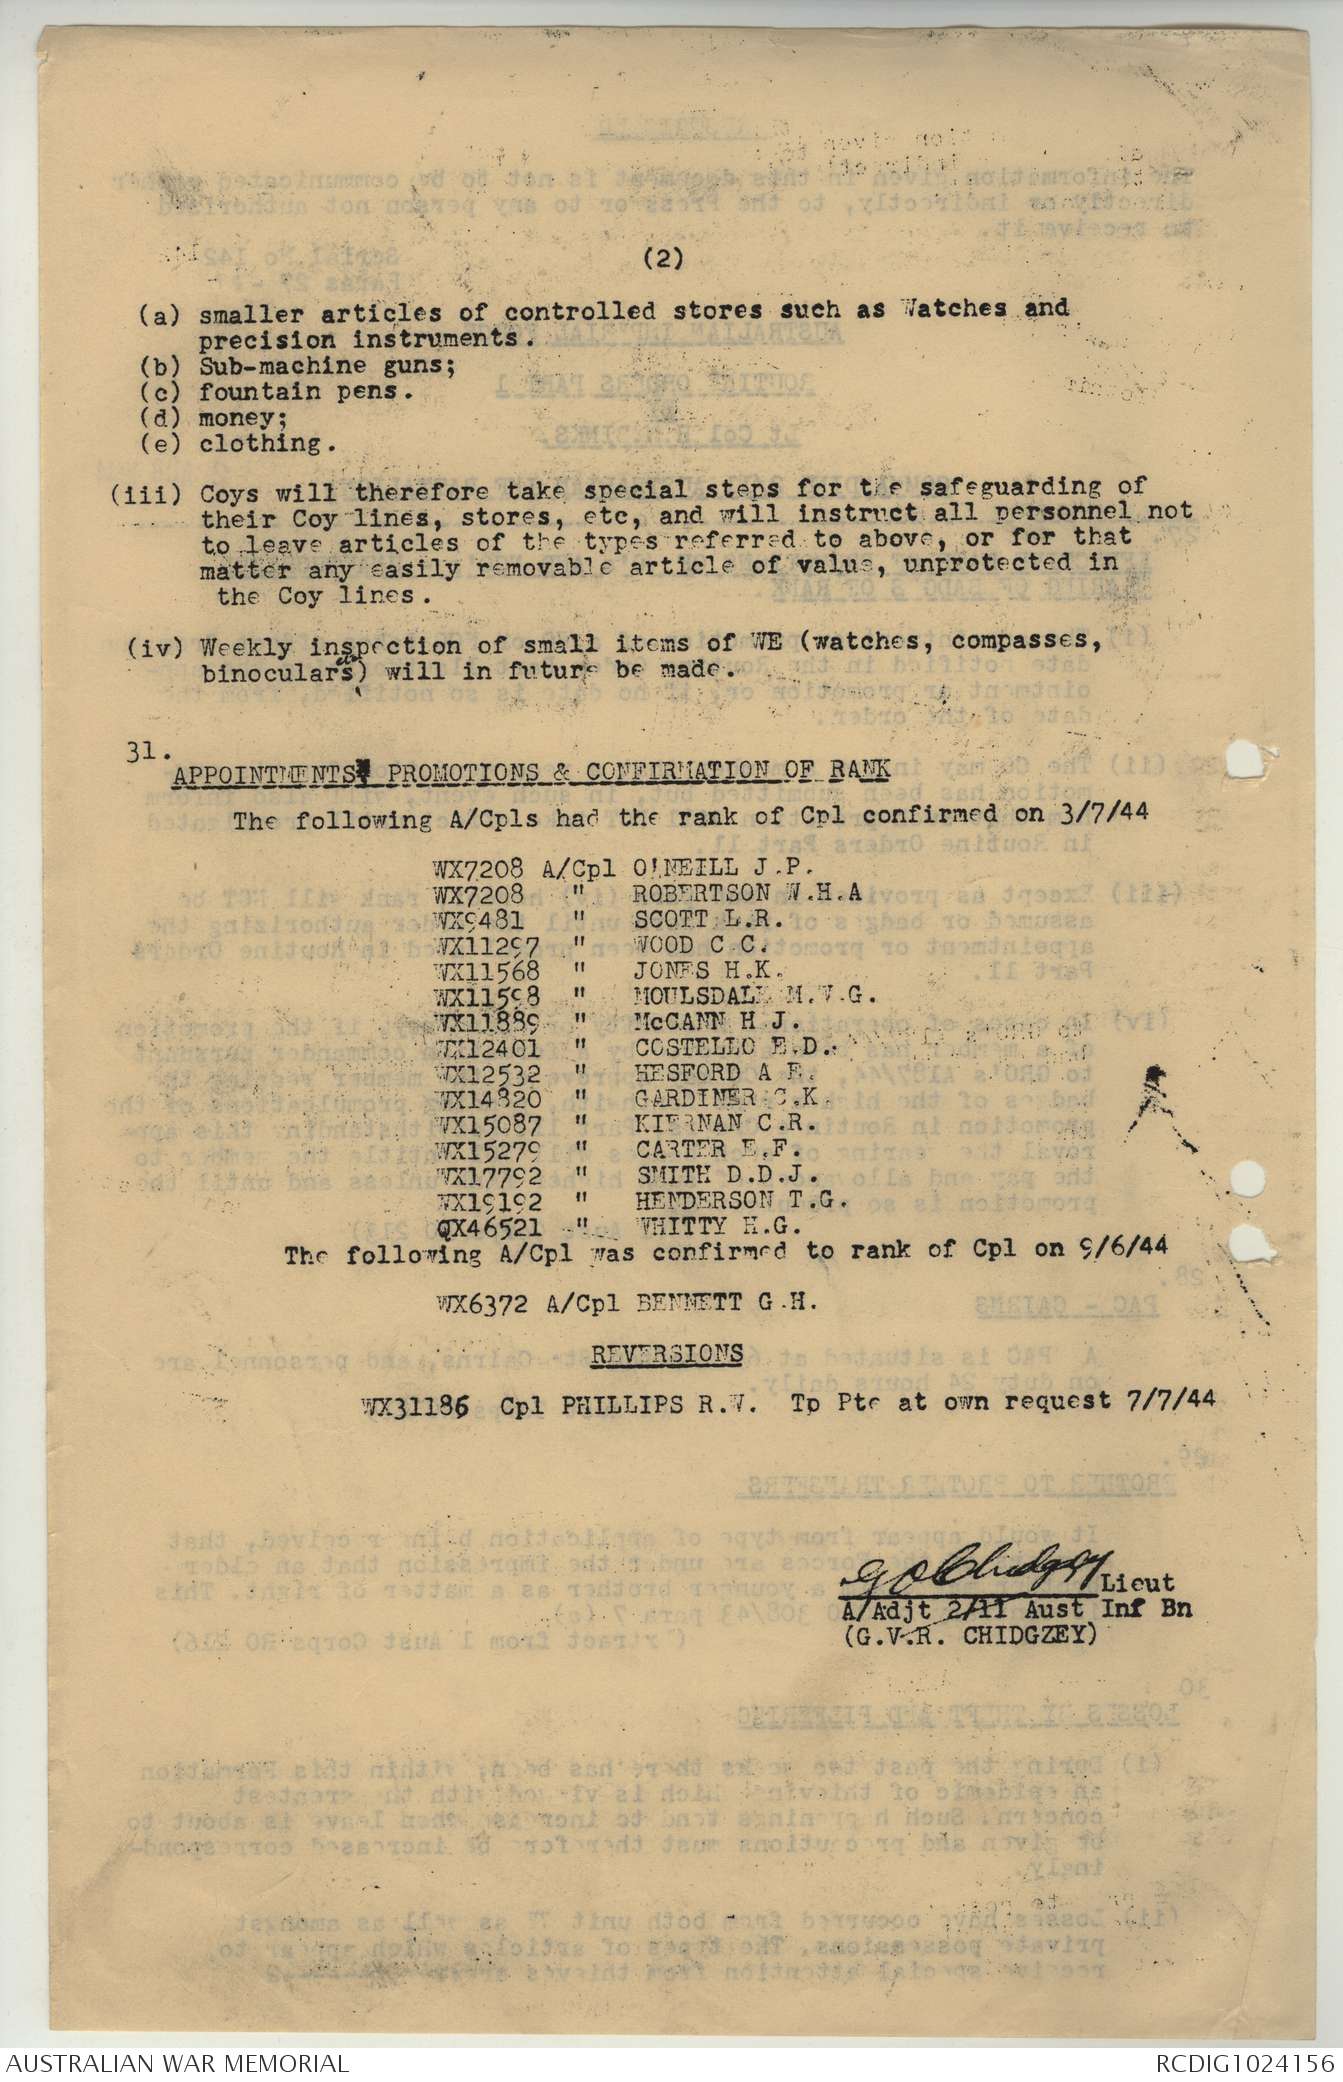 (2)
(a) smaller articles of controlled stores such as Watches and
precision instruments.
(b) Sub-machine guns;
(c) fountain pens.
(d) money;
(e) clothing.
(iii) Coys will therefore take special steps for the safeguarding of
their Coy lines, stores, etc, and will instruct all personnel not
to leave articles of the types referred to above, or for that
matter any easily removable article of value, unprotected in
the Coy lines.
(iv) Weekly inspection of small items of WE (watches, compasses,
binoculars etc) will in future be made.
31.
APPOINTMENTS, PROMOTIONS & CONFIRMATION OF RANK
The following A/Cpls had the rank of Cpl confirmed on 3/7/44
WX7208 A/Cpl O'NEILL J.P.
WX7208 " ROBERTSON W.H.A
WX9481 " SCOTT L.R.
WX11297 " WOOD C.C.
WX11568 " JONES H.K.
WX11598 " MOULSDALE M.V.G.
WX11889 " McCANN H J.
WX12401 " COSTELLO E.D.
WX12532 " HESFORD A E.
WX14820 " GARDINER C.K.
WX15087 " KIERNAN C.R.
WX15279 " CARTER E.F.
WX17792 " SMITH D.D.J.
WX19192 " HENDERSON T.G.
QX46521 " WHITTY H.G.
The following A/Cpl was confirmed to rank of Cpl on 9/6/44
WX6372 A/Cpl BENNETT G.H.
REVERSIONS
WX31186 Cpl PHILLIPS R.W. To Pte at own request 7/7/44
Lieut
A/Adjt 2/11 Aust Inf Bn
(G.V.R. CHIDGZEY)
AUSTRALIAN WAR MEMORIAL
RCDIG1024156